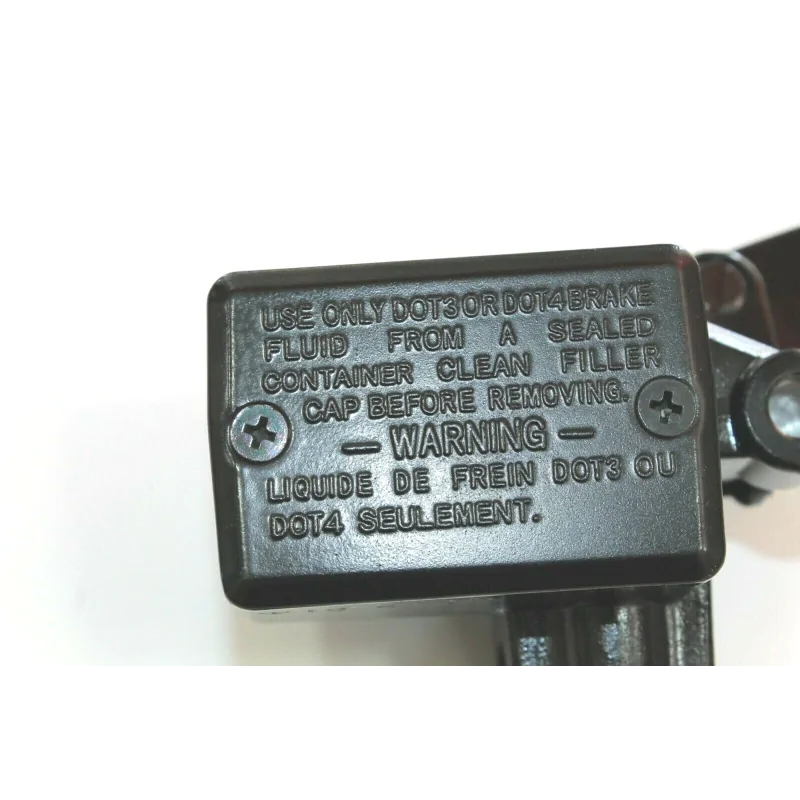 USE ONLY DOT3 OR DOT4 BRAKE
FLUID FROM A SEALED
CONTAINER CLEAN FILLER
CAP BEFORE REMOVING.
— WARNING —
LIQUIDE DE FREIN DOT3 OU
DOT4 SEULEMENT.